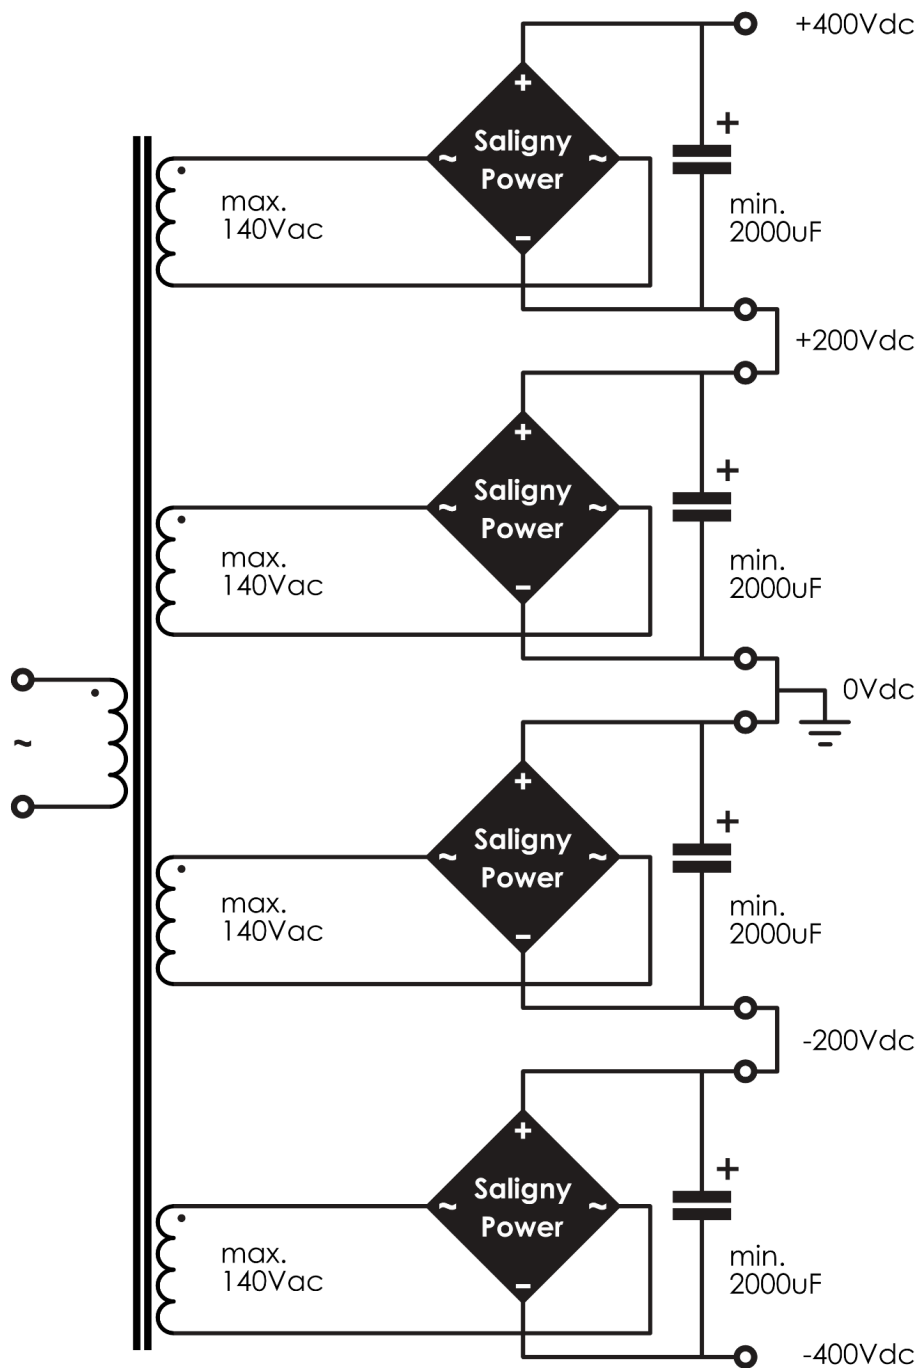 +400Vdc
+
Saligny
Power
~ ~
−
+
max.
140Vac
min.
2000uF
+200Vdc
+
Saligny
Power
~ ~
−
+
max.
140Vac
min.
2000uF
0Vdc
~
+
Saligny
Power
~ ~
−
+
max.
140Vac
min.
2000uF
-200Vdc
+
Saligny
Power
~ ~
−
+
max.
140Vac
min.
2000uF
-400Vdc